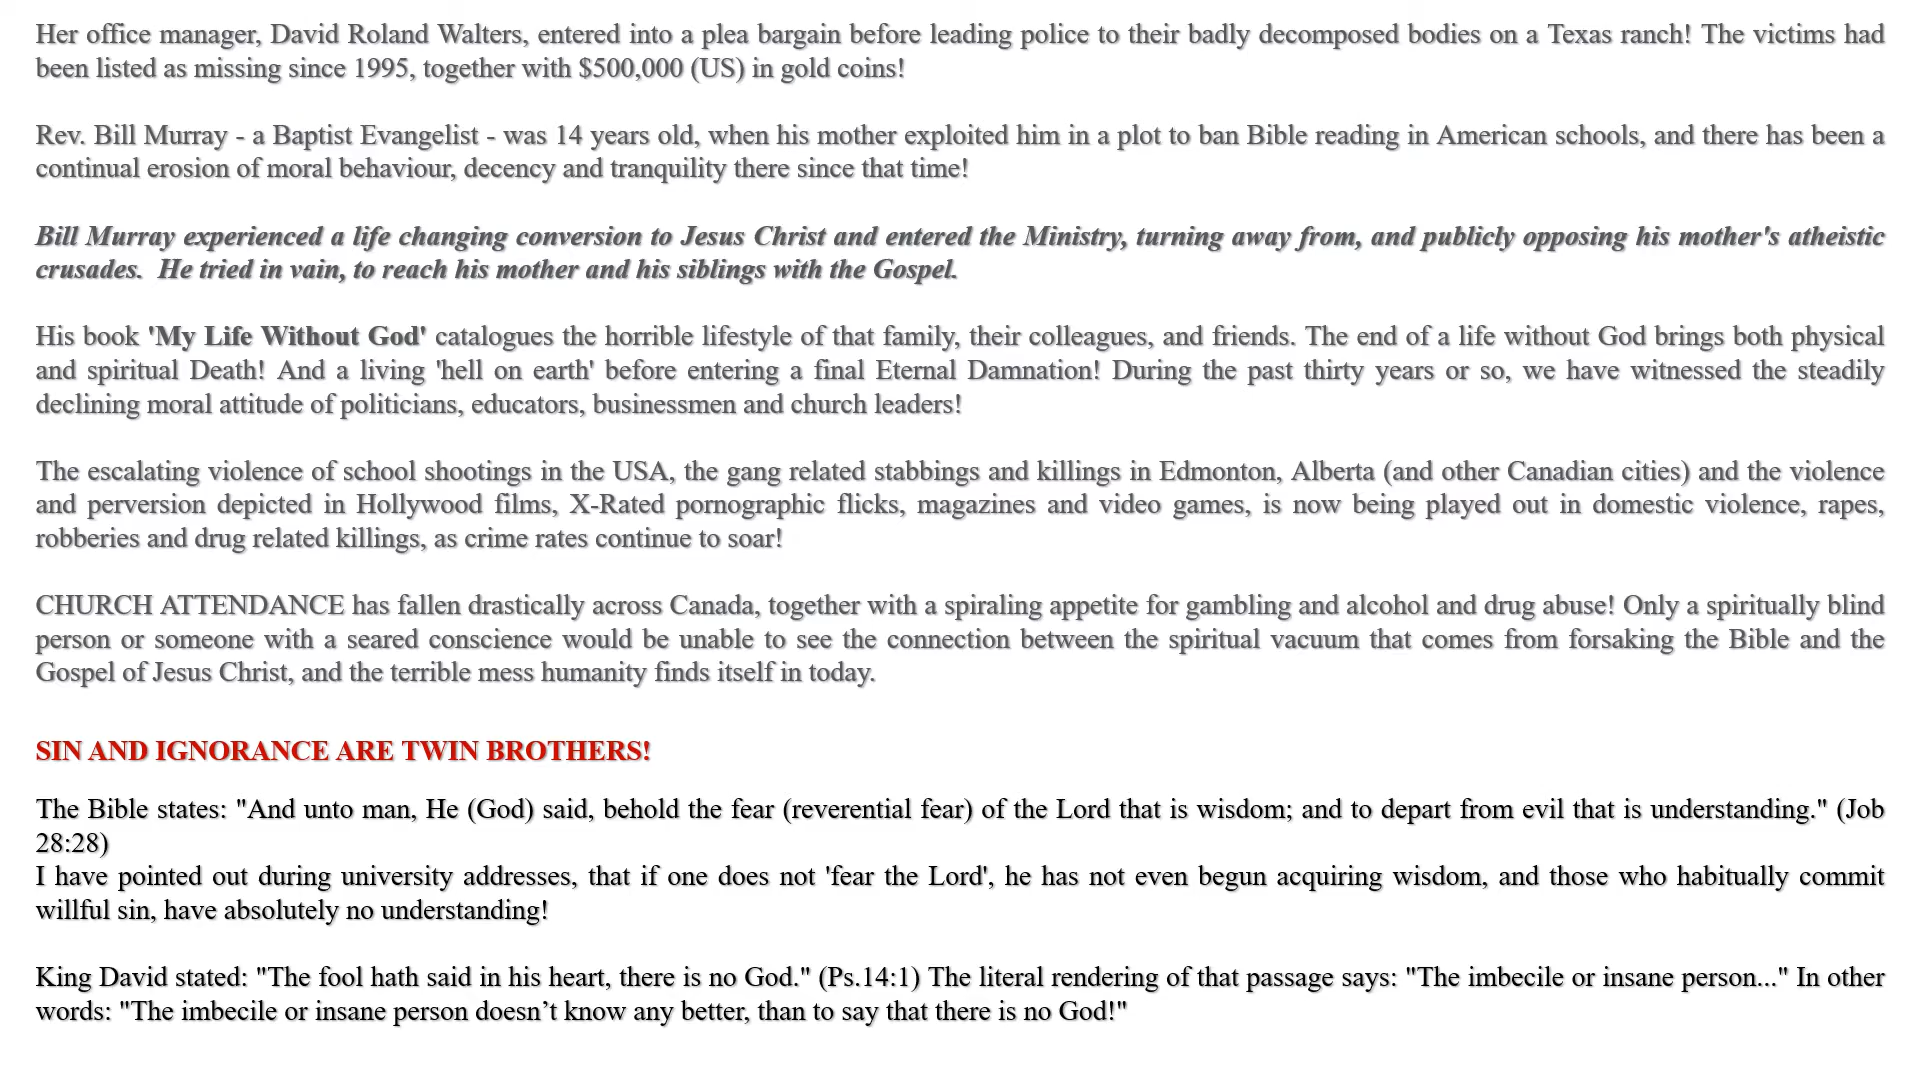 Her office manager, David Roland Walters, entered into a plea bargain before leading police to their badly decomposed bodies on a Texas ranch! The victims had
been listed as missing since 1995, together with $500,000 (US) in gold coins!
Rev. Bill Murray - a Baptist Evangelist - was 14 years old, when his mother exploited him in a plot to ban Bible reading in American schools, and there has been a
continual erosion of moral behaviour, decency and tranquility there since that time!
Bill Murray experienced a life changing conversion to Jesus Christ and entered the Ministry, turning away from, and publicly opposing his mother's atheistic
crusades.  He tried in vain, to reach his mother and his siblings with the Gospel.
His book 'My Life Without God' catalogues the horrible lifestyle of that family, their colleagues, and friends. The end of a life without God brings both physical
and spiritual Death! And a living 'hell on earth' before entering a final Eternal Damnation! During the past thirty years or so, we have witnessed the steadily
declining moral attitude of politicians, educators, businessmen and church leaders!
The escalating violence of school shootings in the USA, the gang related stabbings and killings in Edmonton, Alberta (and other Canadian cities) and the violence
and perversion depicted in Hollywood films, X-Rated pornographic flicks, magazines and video games, is now being played out in domestic violence, rapes,
robberies and drug related killings, as crime rates continue to soar!
CHURCH ATTENDANCE has fallen drastically across Canada, together with a spiraling appetite for gambling and alcohol and drug abuse! Only a spiritually blind
person or someone with a seared conscience would be unable to see the connection between the spiritual vacuum that comes from forsaking the Bible and the
Gospel of Jesus Christ, and the terrible mess humanity finds itself in today.
SIN AND IGNORANCE ARE TWIN BROTHERS!
The Bible states: "And unto man, He (God) said, behold the fear (reverential fear) of the Lord that is wisdom; and to depart from evil that is understanding." (Job
28:28)
I have pointed out during university addresses, that if one does not 'fear the Lord', he has not even begun acquiring wisdom, and those who habitually commit
willful sin, have absolutely no understanding!
King David stated: "The fool hath said in his heart, there is no God." (Ps.14:1) The literal rendering of that passage says: "The imbecile or insane person..." In other
words: "The imbecile or insane person doesn’t know any better, than to say that there is no God!"